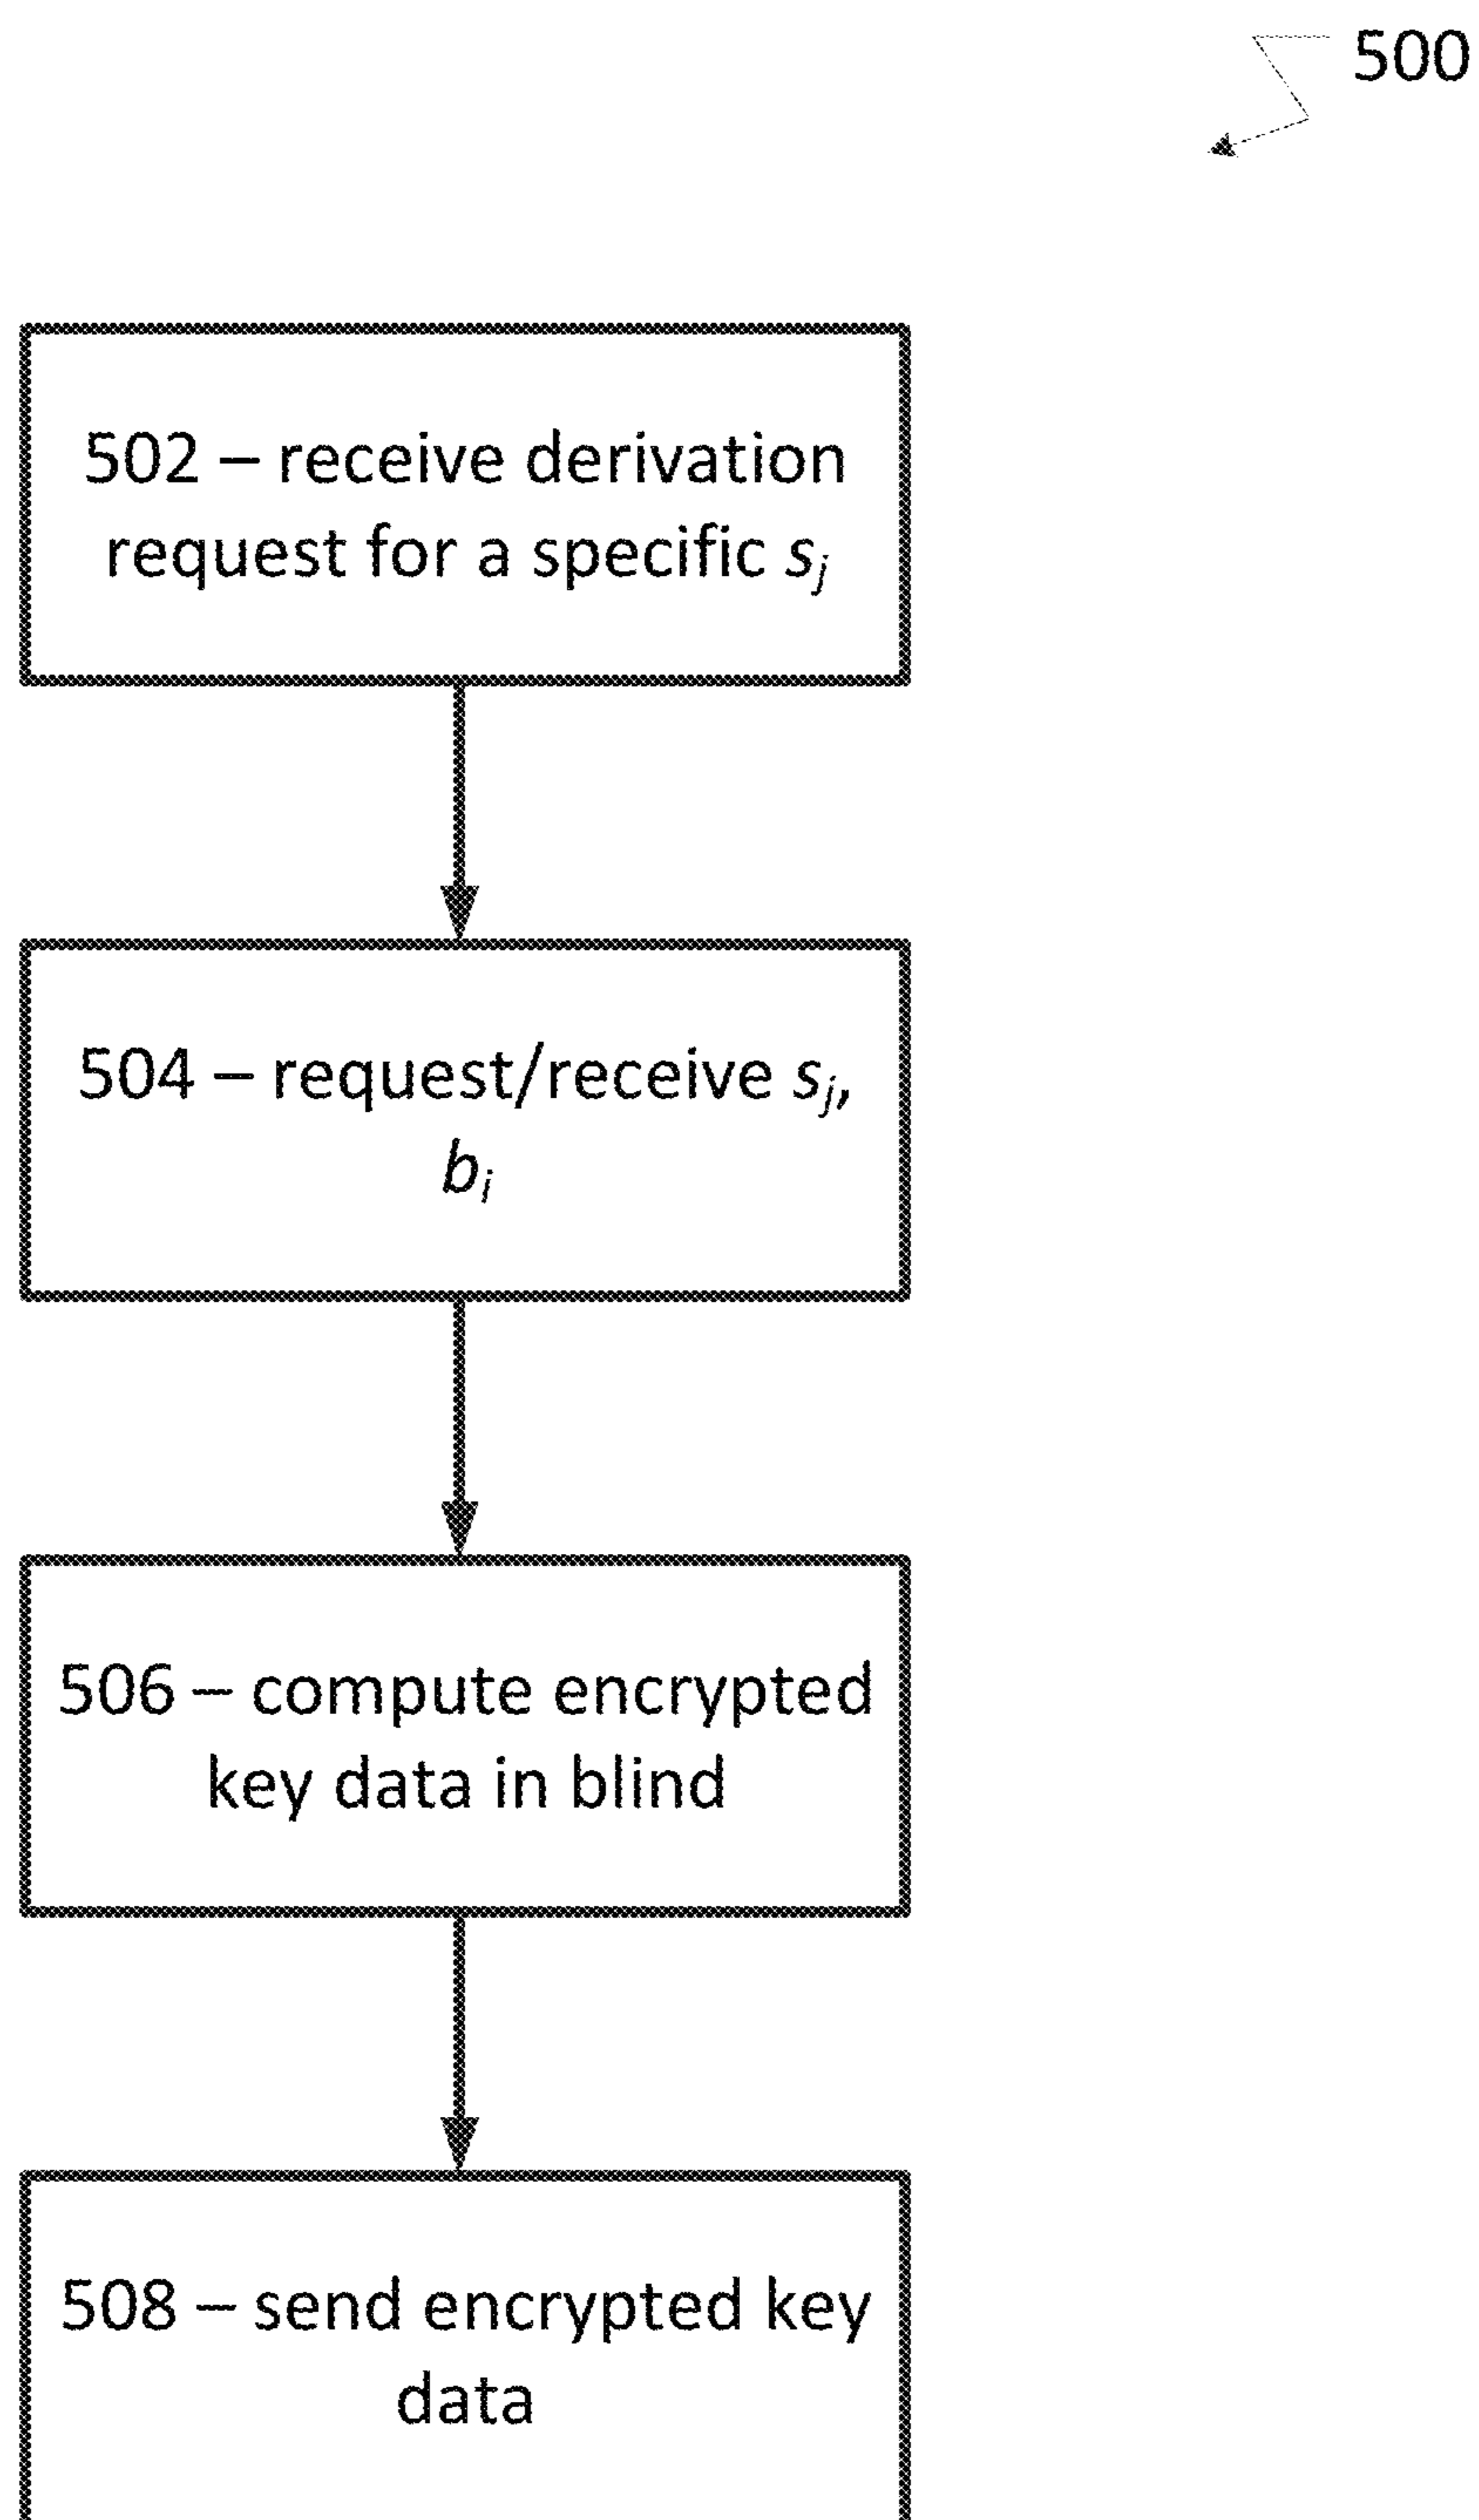 500
502 – receive derivation
request for a specific sⱼ
504 – request/receive sⱼ,
bᵢ
506 – compute encrypted
key data in blind
508 – send encrypted key
data